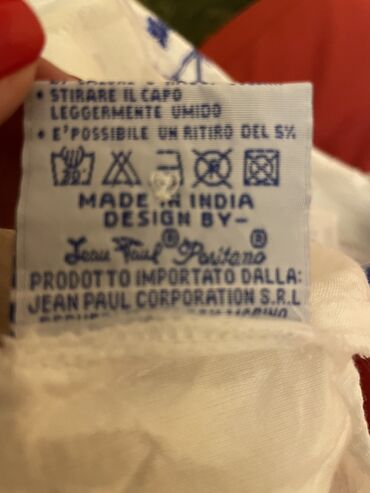 • STIRARE IL CAPO
LEGGERMENTE UMIDO
• E'POSSIBILE UN RITIRO DEL 5%
30
MADE IN INDIA
DESIGN BY-
Jean Paul® Positano®
PRODOTTO IMPORTATO DALLA:
JEAN PAUL CORPORATION S.R.L